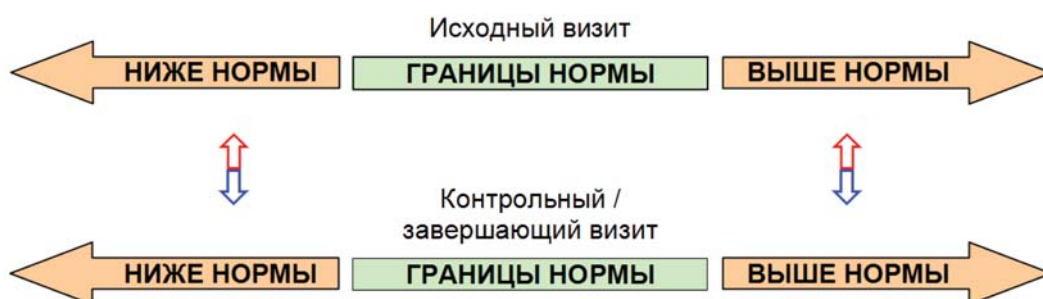 Исходный визит
НИЖЕ НОРМЫ ГРАНИЦЫ НОРМЫ ВЫШЕ НОРМЫ
Контрольный /
завершающий визит
НИЖЕ НОРМЫ ГРАНИЦЫ НОРМЫ ВЫШЕ НОРМЫ